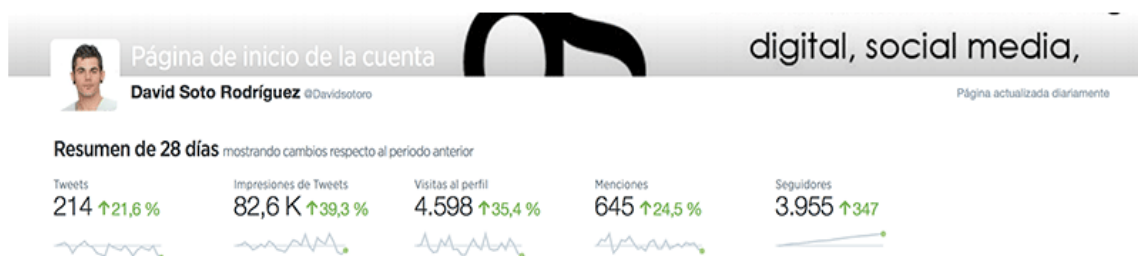 digital, social media,
Página de inicio de la cuenta
David Soto Rodríguez @Davidsotoro
Página actualizada diariamente
Resumen de 28 días mostrando cambios respecto al periodo anterior
Tweets
214 ↑21,6 %
Impresiones de Tweets
82,6 K ↑39,3 %
Visitas al perfil
4.598 ↑35,4 %
Menciones
645 ↑24,5 %
Seguidores
3.955 ↑347